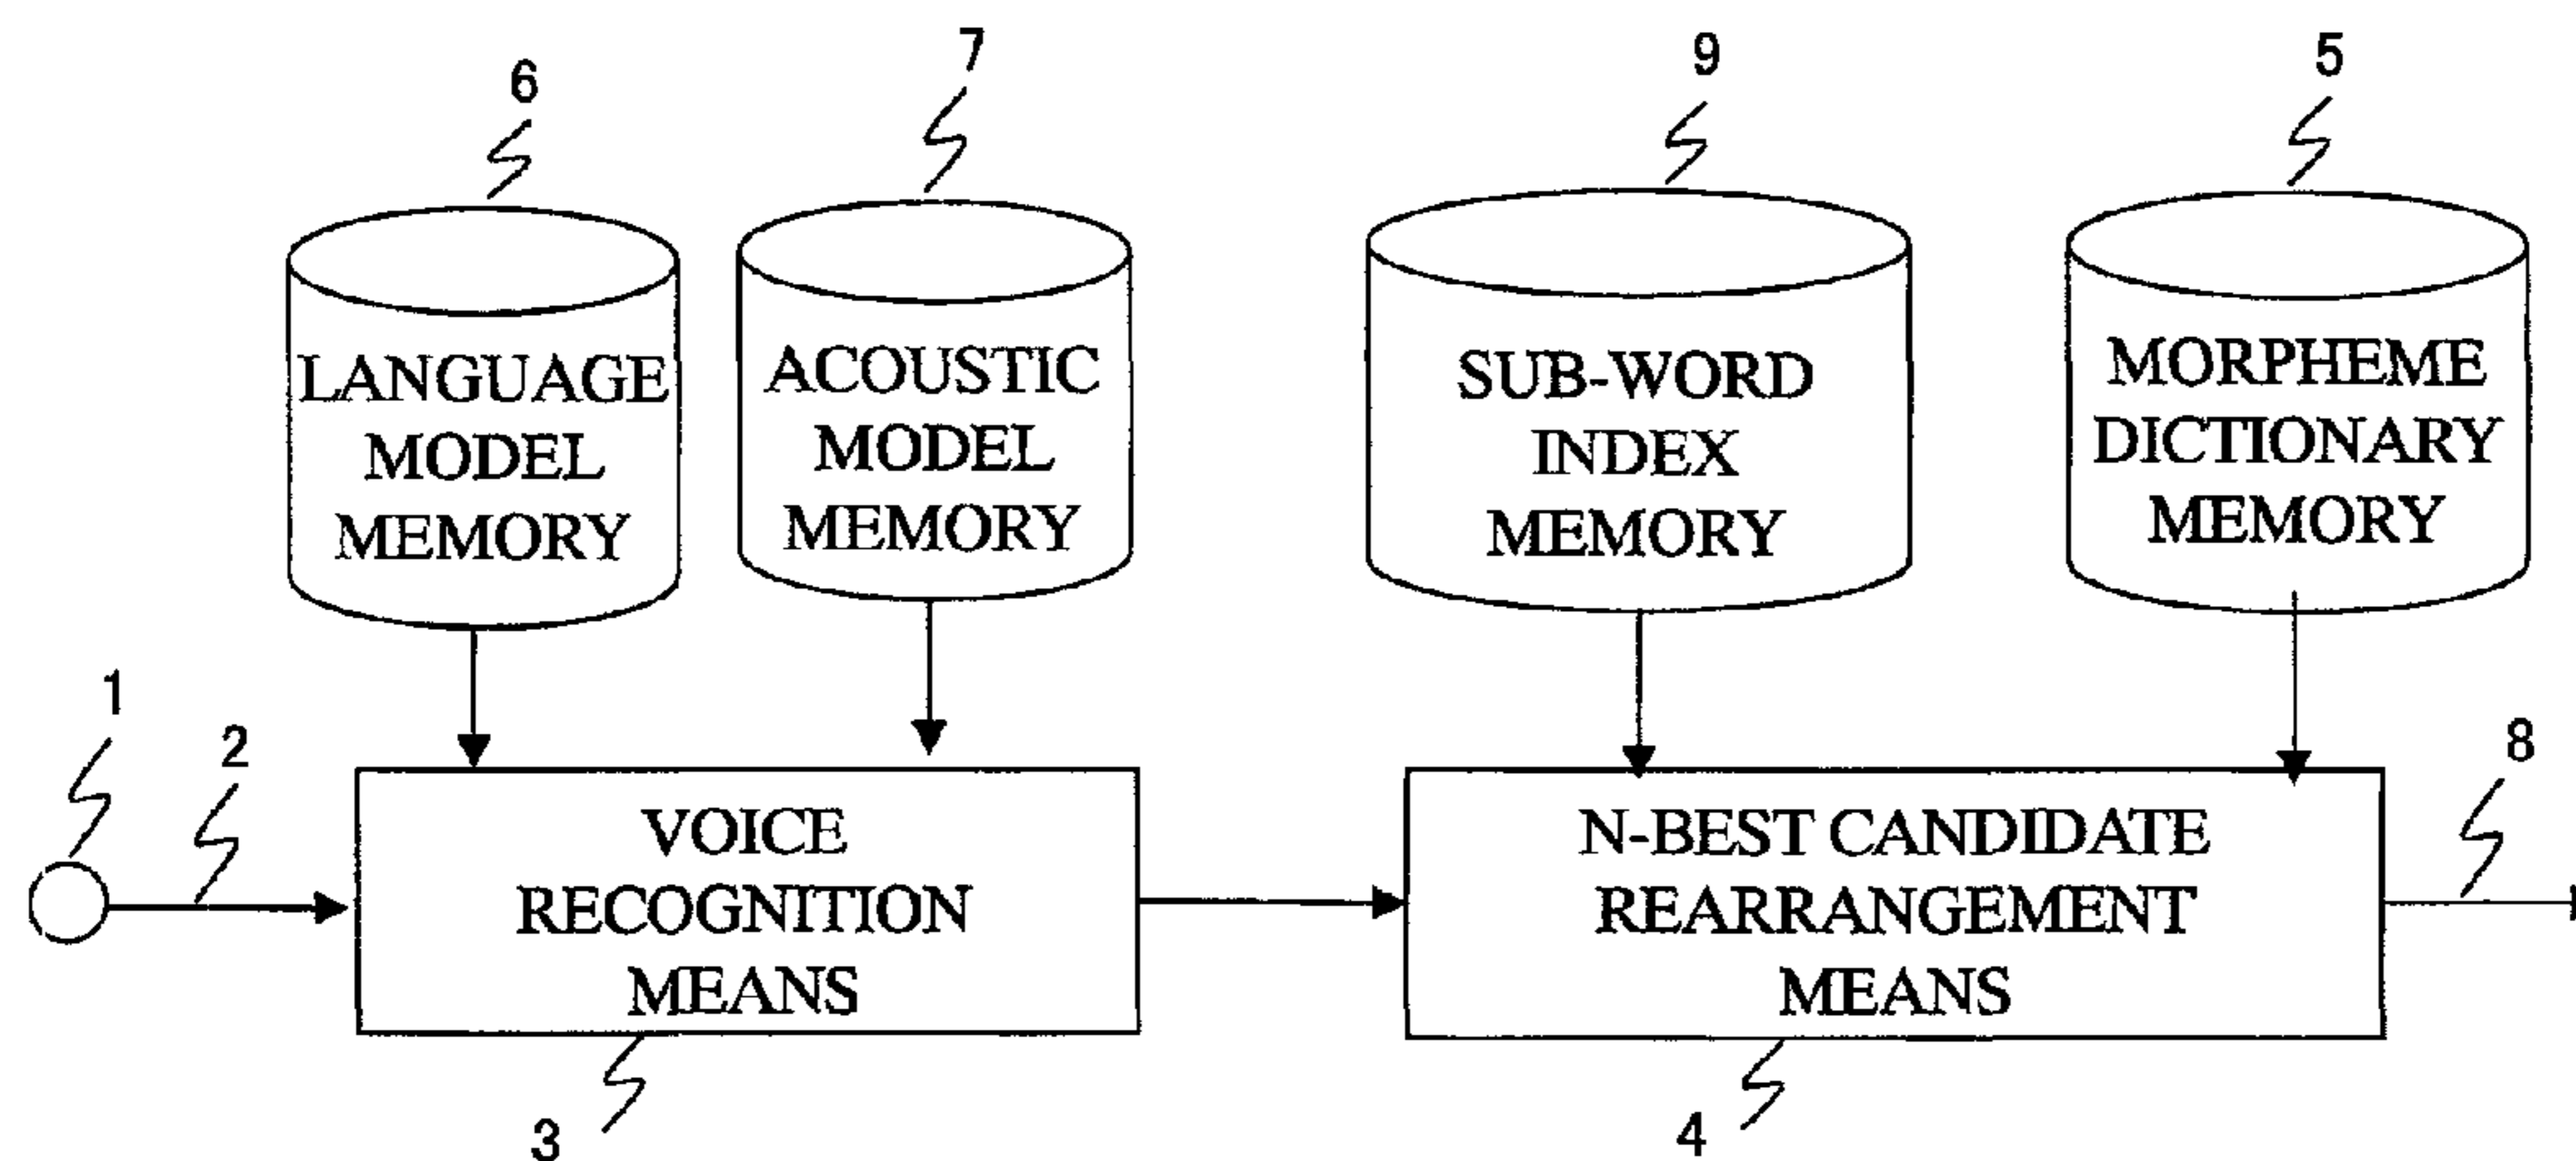 6
7
9
5
LANGUAGE
MODEL
MEMORY
ACOUSTIC
MODEL
MEMORY
SUB-WORD
INDEX
MEMORY
MORPHEME
DICTIONARY
MEMORY
1
2
8
VOICE
RECOGNITION
MEANS
N-BEST CANDIDATE
REARRANGEMENT
MEANS
3
4